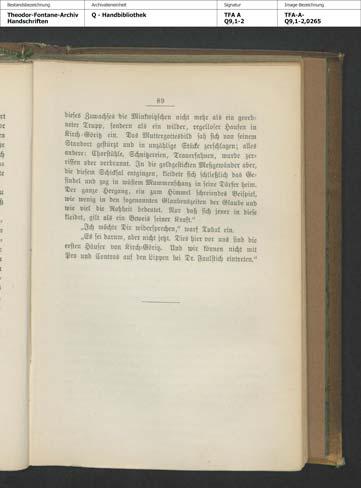 Bestandsbezeichnung Archivalieneinheit Signatur Image-Bezeichnung
Theodor-Fontane-Archiv Q - Handbibliothek TFA A TFA-A-
Handschriften Q9,1-2 Q9,1-2,0265
89
dieses Zuwachses die Minkwitzschen nicht mehr als ein geord-
neter Trupp, sondern als ein wilder, regelloser Haufen in
Kirch-Göritz ein. Das Muttergottesbild sah sich von seinem
Standort gestürzt und in unzählige Stücke zerschlagen; alles
andere: Chorstühle, Schnitzereien, Trauerfahnen, wurde zer-
rissen oder verbrannt. In die goldgestickten Meßgewänder aber,
die diesem Schicksal entgingen, kleidete sich schließlich das Ge-
sindel und zog in wüstem Mummenschanz in seine Dörfer heim.
Der ganze Hergang, ein zum Himmel schreiendes Beispiel,
wie wenig in den sogenannten Glaubenszeiten der Glaube und
wie viel die Rohheit bedeutet. Nur daß sich jener in diese
kleidet, gilt als ein Beweis seiner Kraft.“
„Ich möchte Dir widersprechen,“ warf Tubal ein.
„Es sei darum, aber nicht jetzt. Dies hier vor uns sind die
ersten Häuser von Kirch-Göritz. Und wir können nicht mit
Pro und Contras auf den Lippen bei Dr. Faulstich eintreten.“